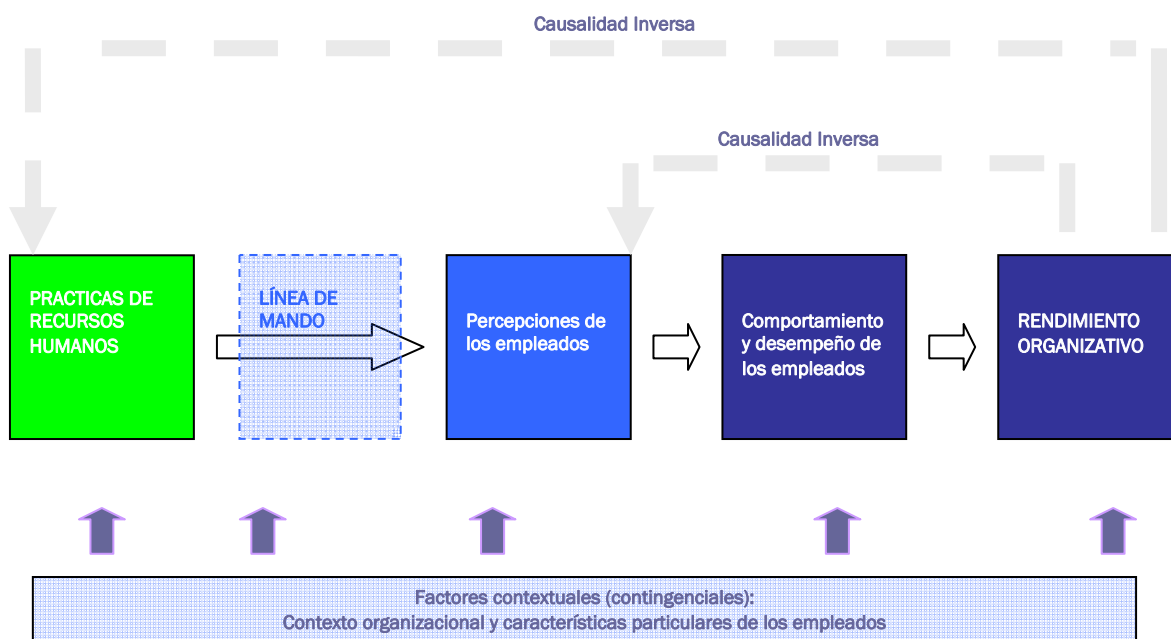 Causalidad Inversa
Causalidad Inversa
PRACTICAS DE
RECURSOS
HUMANOS
LÍNEA DE
MANDO
Percepciones de
los empleados
Comportamiento
y desempeño de
los empleados
RENDIMIENTO
ORGANIZATIVO
Factores contextuales (contingenciales):
Contexto organizacional y características particulares de los empleados